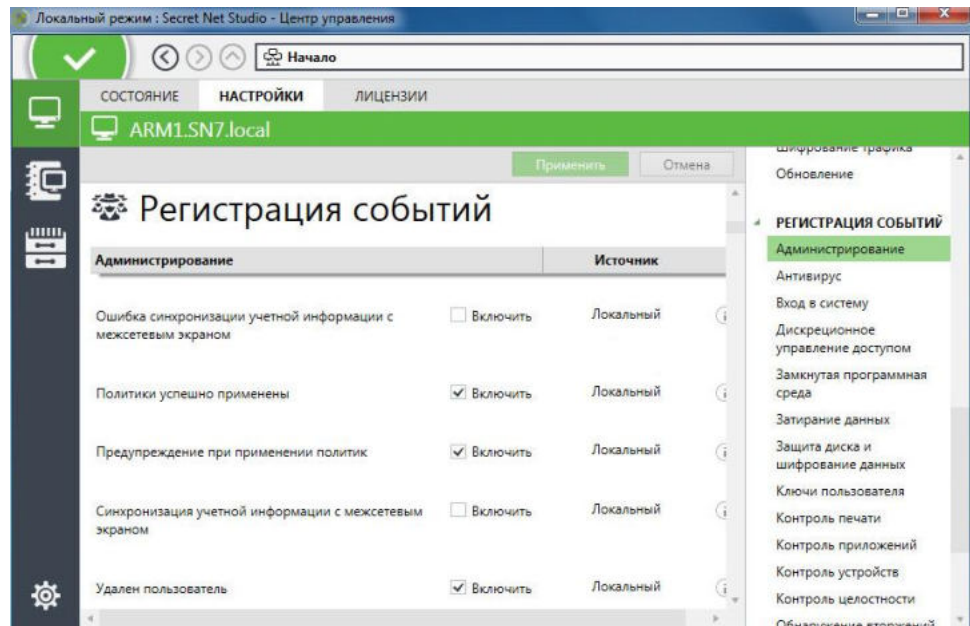 Локальный режим : Secret Net Studio - Центр управления
Начало
СОСТОЯНИЕ НАСТРОЙКИ ЛИЦЕНЗИИ
ARM1.SN7.local
Применить Отмена
Регистрация событий
Администрирование Источник
Ошибка синхронизации учетной информации с
межсетевым экраном
Включить Локальный
Политики успешно применены Включить Локальный
Предупреждение при применении политик Включить Локальный
Синхронизация учетной информации с межсетевым
экраном
Включить Локальный
Удален пользователь Включить Локальный
шифрование трафика
Обновление
РЕГИСТРАЦИЯ СОБЫТИЙ
Администрирование
Антивирус
Вход в систему
Дискреционное
управление доступом
Замкнутая программная
среда
Затирание данных
Защита диска и
шифрование данных
Ключи пользователя
Контроль печати
Контроль приложений
Контроль устройств
Контроль целостности
Обнаружение вторжений